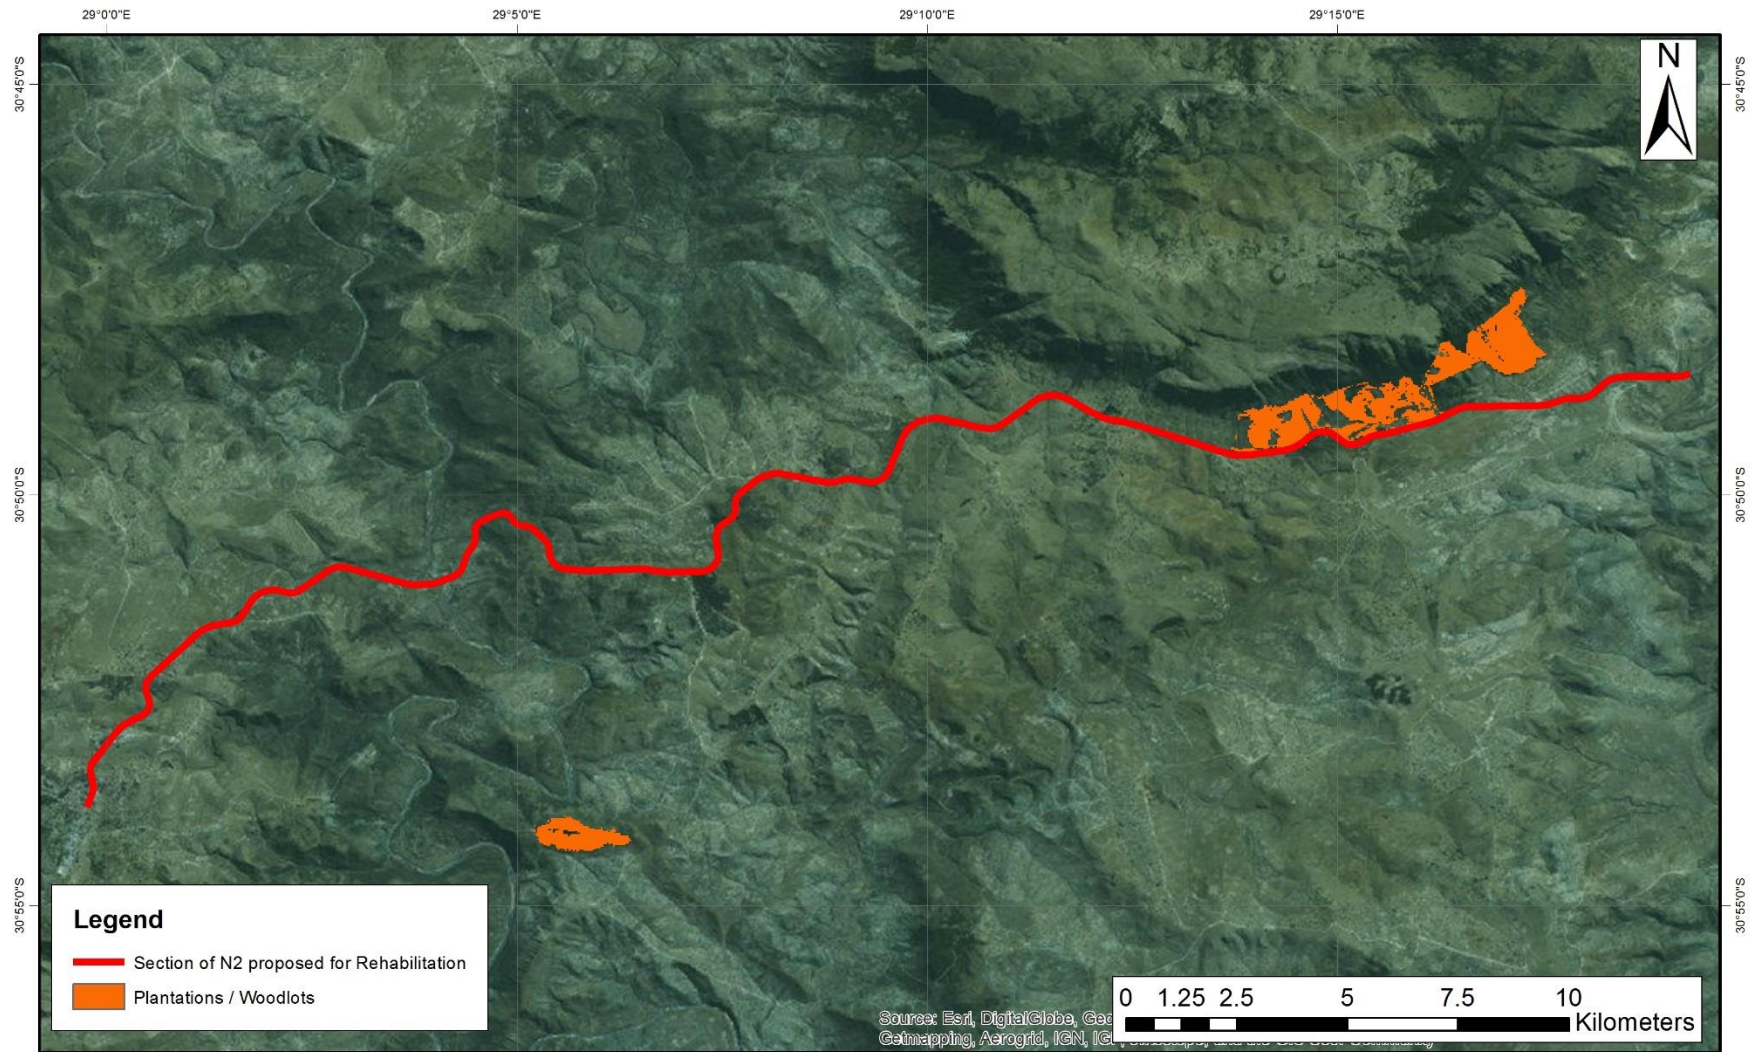 29°0'0"E 29°5'0"E 29°10'0"E 29°15'0"E
30°45'0"S 30°45'0"S
N
30°50'0"S 30°50'0"S
30°55'0"S 30°55'0"S
Legend
Section of N2 proposed for Rehabilitation
Plantations / Woodlots
0 1.25 2.5 5 7.5 10
Kilometers
Source: Esri, DigitalGlobe,
Getmapping, Aerogrid, IGN,